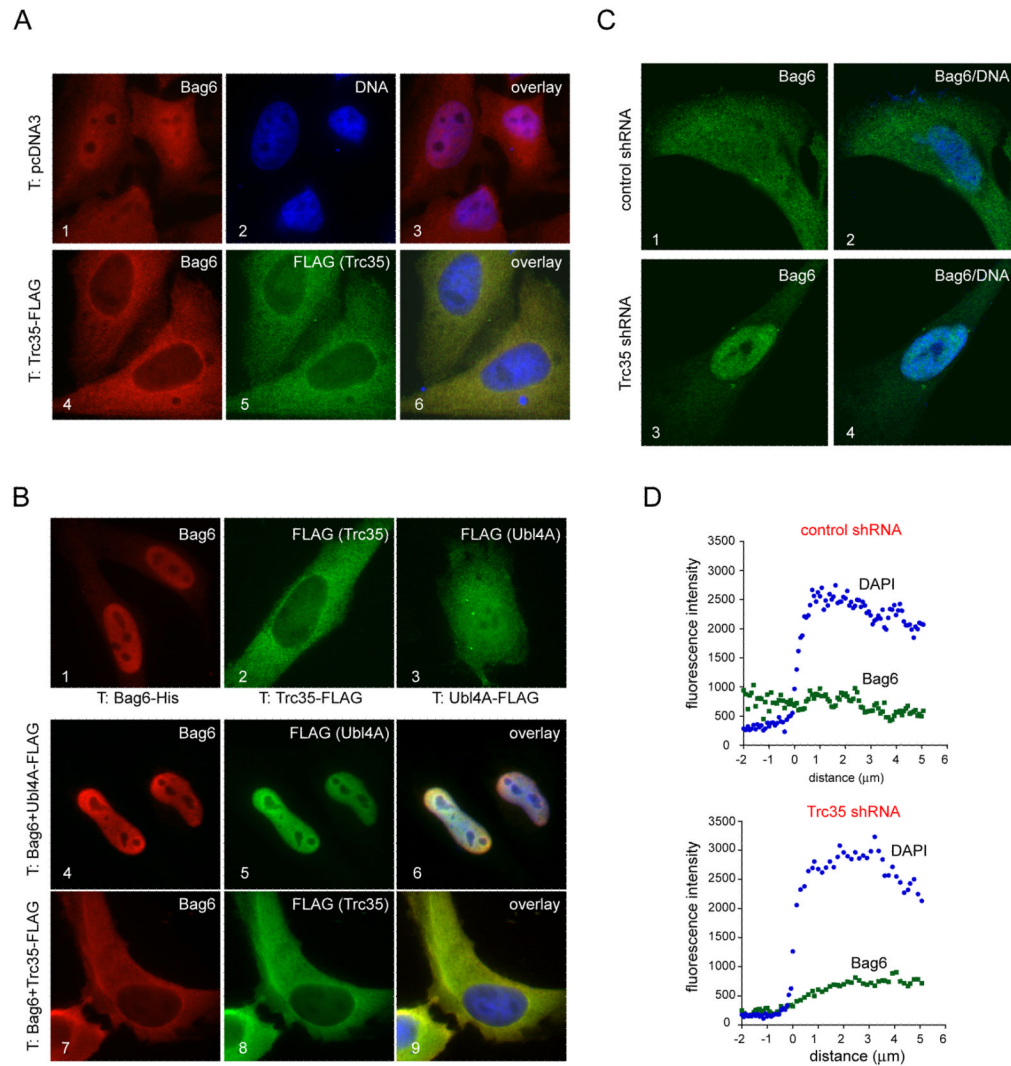 A
T: pcDNA3
Bag6
DNA
overlay
1
2
3
T: Trc35-FLAG
Bag6
FLAG (Trc35)
overlay
4
5
6
B
Bag6
FLAG (Trc35)
FLAG (Ubl4A)
1
2
3
T: Bag6-His
T: Trc35-FLAG
T: Ubl4A-FLAG
T: Bag6+Ubl4A-FLAG
Bag6
FLAG (Ubl4A)
overlay
4
5
6
T: Bag6+Trc35-FLAG
Bag6
FLAG (Trc35)
overlay
7
8
9
C
control shRNA
Bag6
Bag6/DNA
1
2
Trc35 shRNA
Bag6
Bag6/DNA
3
4
D
control shRNA
fluorescence intensity
3500
3000
2500
2000
1500
1000
500
0
DAPI
Bag6
-2 -1 0 1 2 3 4 5 6
distance (µm)
Trc35 shRNA
fluorescence intensity
3500
3000
2500
2000
1500
1000
500
0
DAPI
Bag6
-2 -1 0 1 2 3 4 5 6
distance (µm)